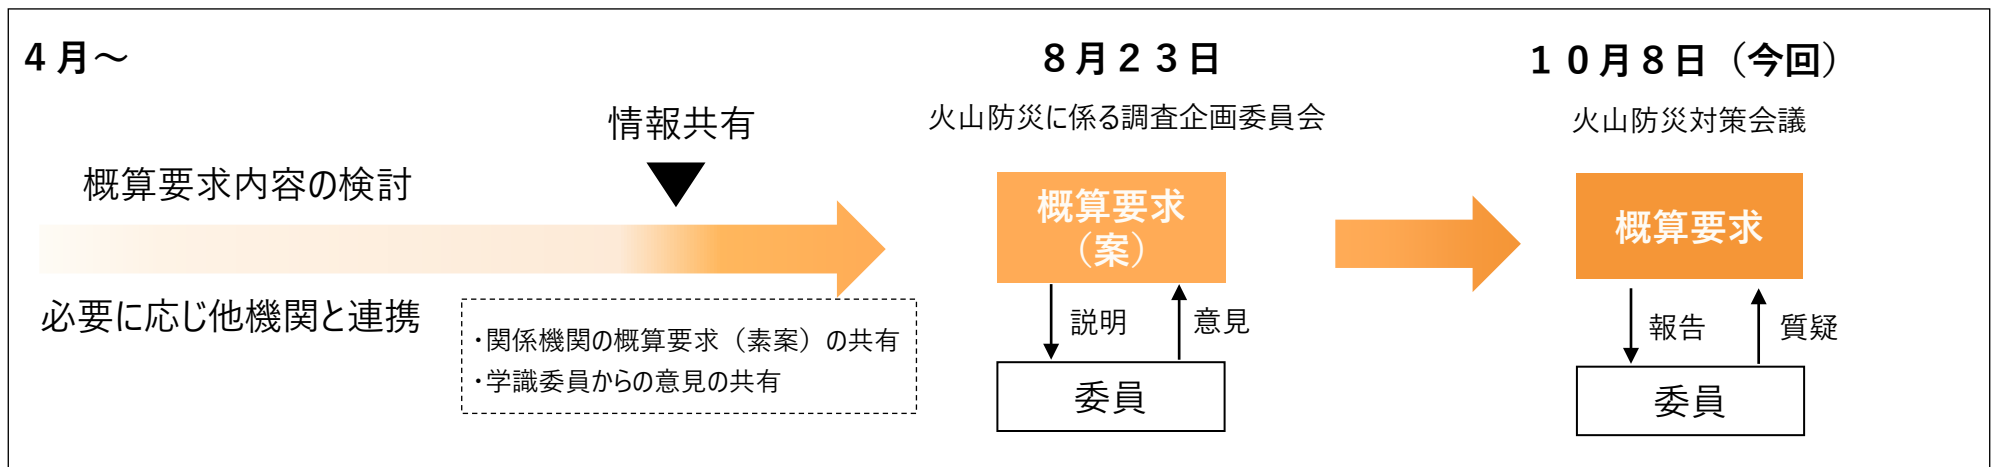 ４月～
概算要求内容の検討
必要に応じ他機関と連携
情報共有
・関係機関の概算要求（素案）の共有
・学識委員からの意見の共有
８月２３日
火山防災に係る調査企画委員会
概算要求
（案）
説明
意見
委員
１０月８日（今回）
火山防災対策会議
概算要求
報告
質疑
委員